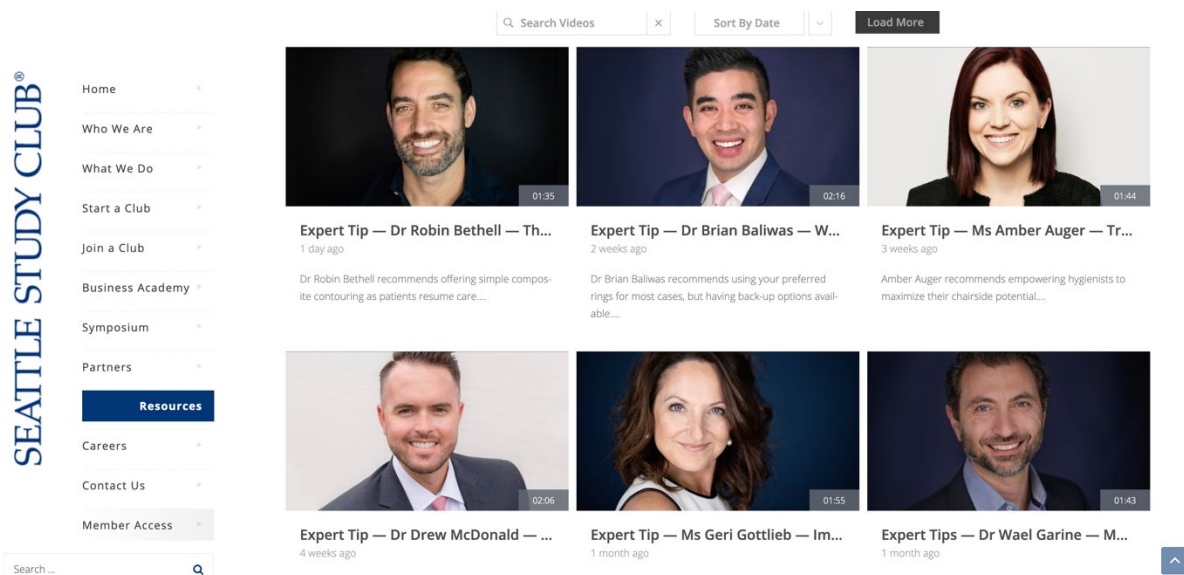 SEATTLE STUDY CLUB®
Home
Who We Are
What We Do
Start a Club
Join a Club
Business Academy
Symposium
Partners
Resources
Careers
Contact Us
Member Access
Search ...
Search Videos
Sort By Date
Load More
01:35
02:16
01:44
Expert Tip — Dr Robin Bethell — Th...
1 day ago
Dr Robin Bethell recommends offering simple compos-
ite contouring as patients resume care....
Expert Tip — Dr Brian Baliwas — W...
2 weeks ago
Dr Brian Baliwas recommends using your preferred
rings for most cases, but having back-up options avail-
able....
Expert Tip — Ms Amber Auger — Tr...
3 weeks ago
Amber Auger recommends empowering hygienists to
maximize their chairside potential....
02:06
01:55
01:43
Expert Tip — Dr Drew McDonald — ...
4 weeks ago
Expert Tip — Ms Geri Gottlieb — Im...
1 month ago
Expert Tips — Dr Wael Garine — M...
1 month ago